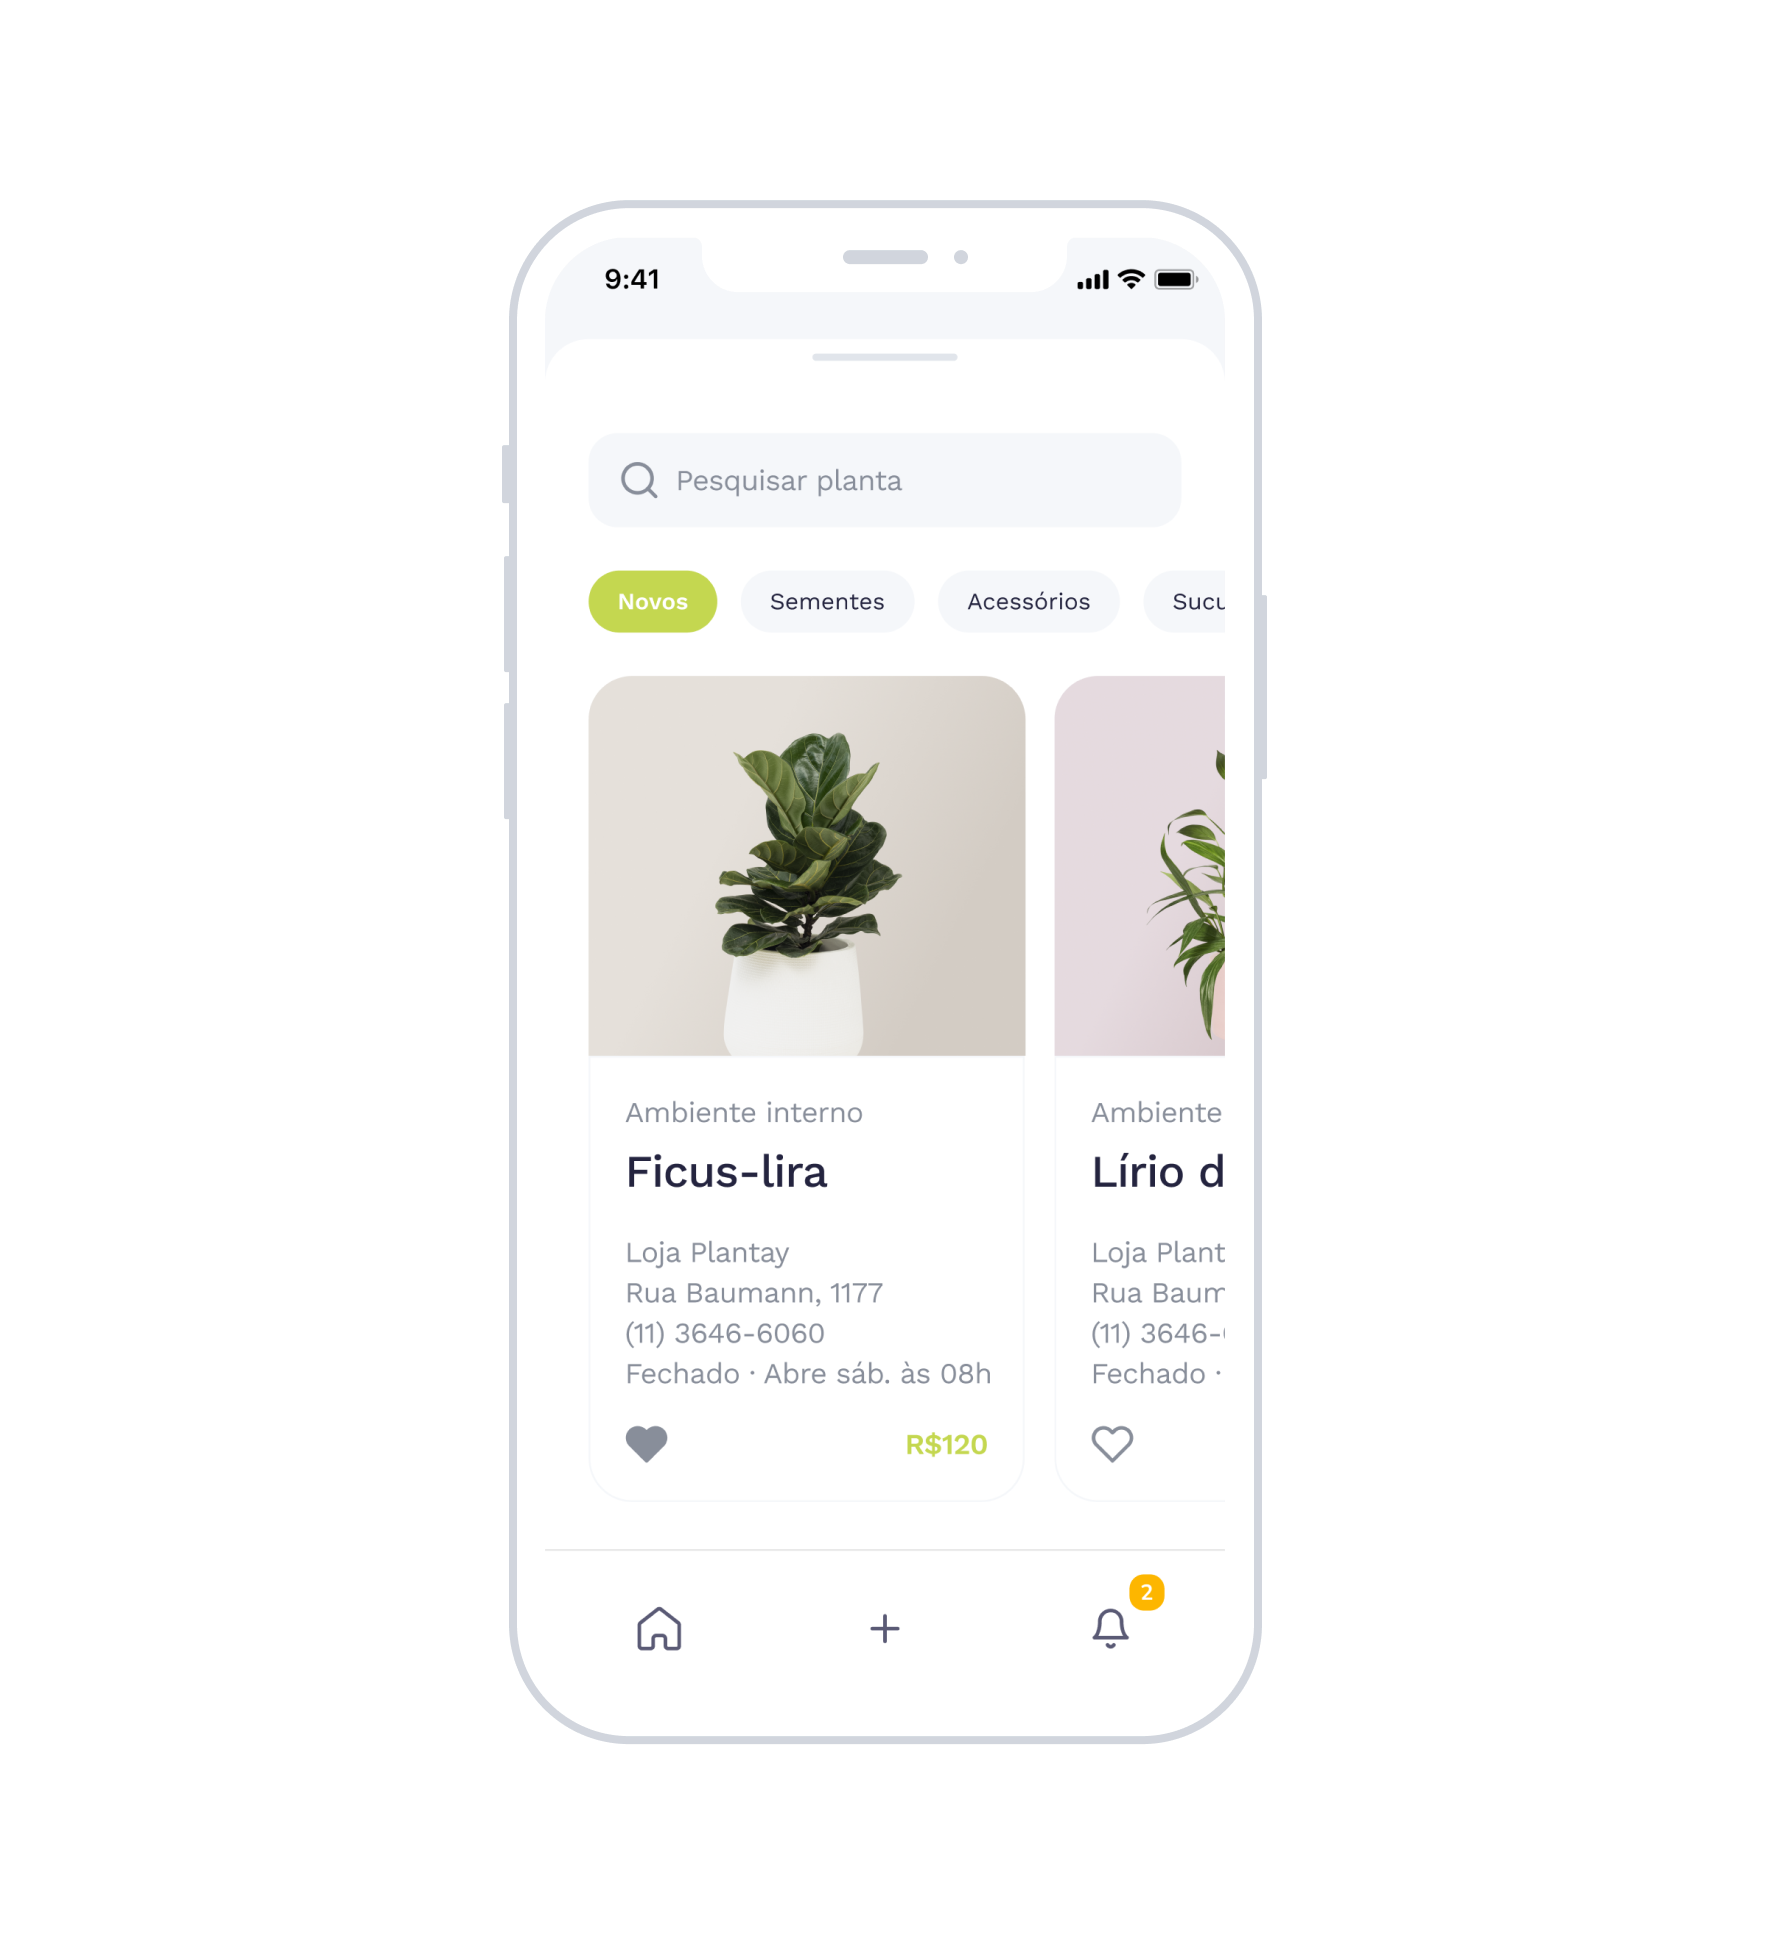 9:41
Pesquisar planta
Novos
Sementes
Acessórios
Sucu
Ambiente interno
Ficus-lira
Loja Plantay
Rua Baumann, 1177
(11) 3646-6060
Fechado · Abre sáb. às 08h
R$120
Ambiente
Lírio d
Loja Plant
Rua Baum
(11) 3646-
Fechado ·
2